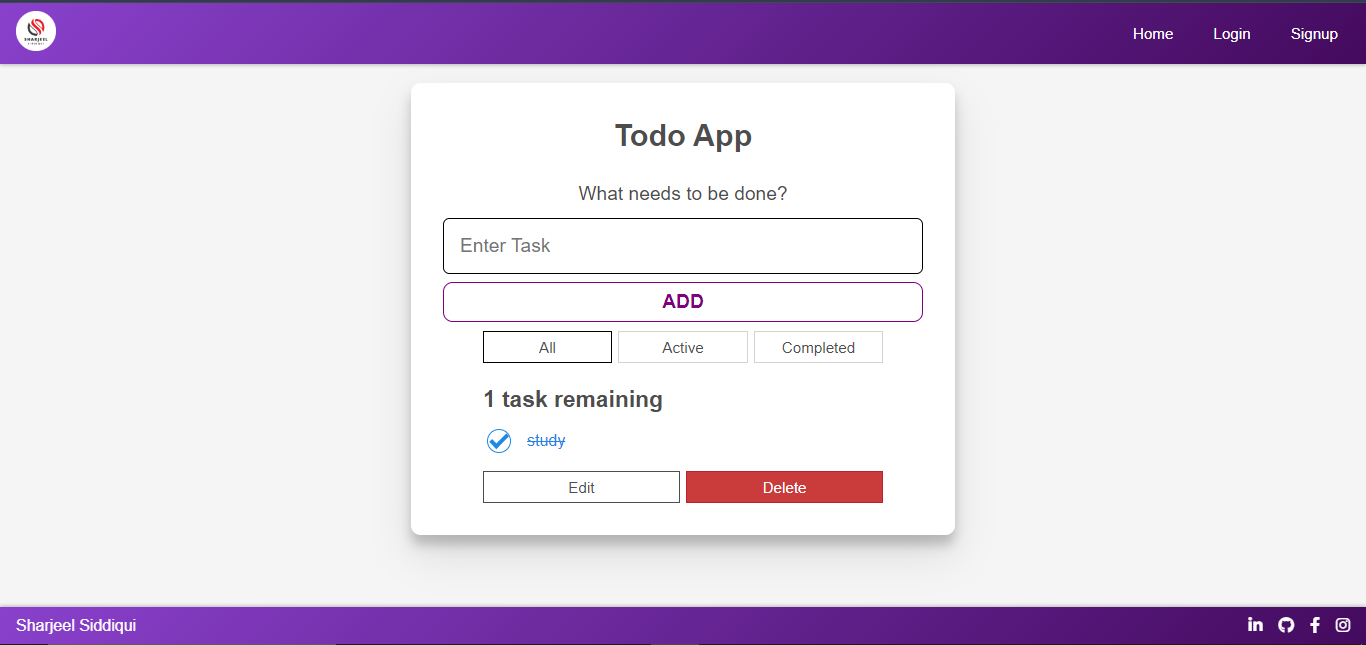 SHARJEEL
Home Login Signup
Todo App
What needs to be done?
Enter Task
ADD
All Active Completed
1 task remaining
study
Edit Delete
Sharjeel Siddiqui
in